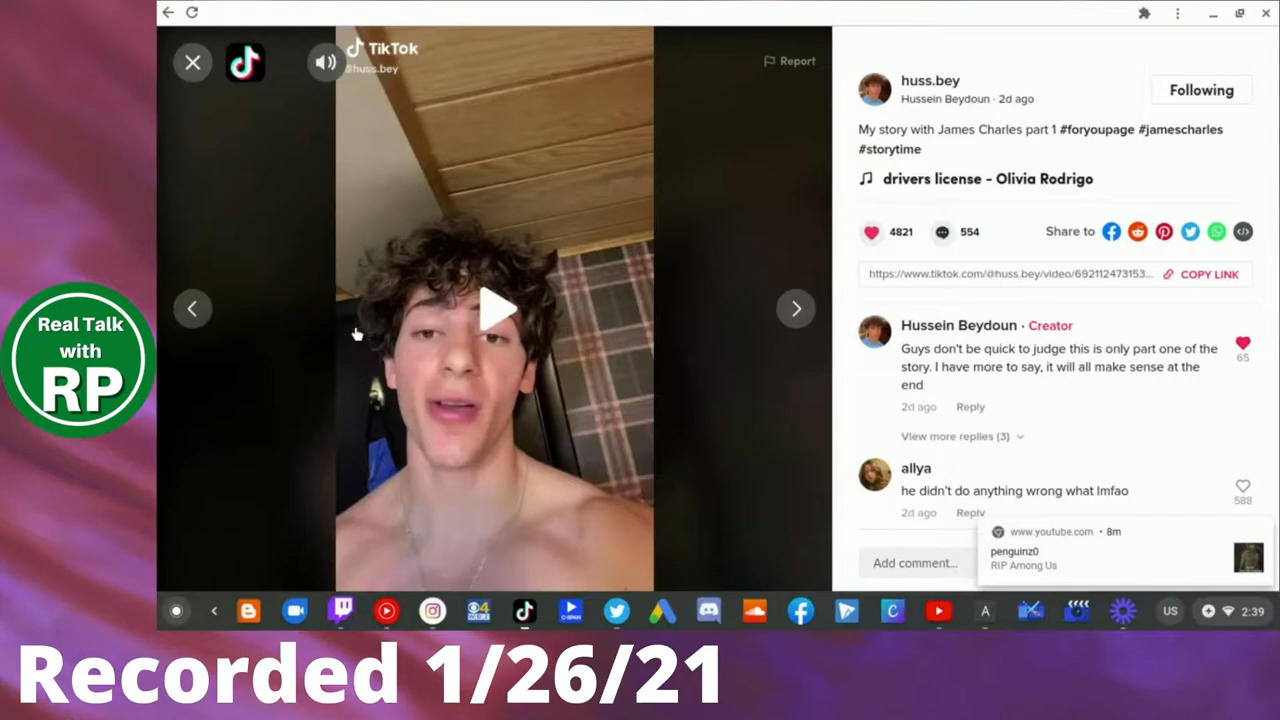 TikTok
@huss.bey
Report
huss.bey
Hussein Beydoun · 2d ago
Following
My story with James Charles part 1 #foryoupage #jamescharles
#storytime
drivers license - Olivia Rodrigo
4821
554
Share to
https://www.tiktok.com/@huss.bey/video/692112473153...
COPY LINK
Hussein Beydoun · Creator
Guys don't be quick to judge this is only part one of the
story. I have more to say, it will all make sense at the
end
65
2d ago Reply
View more replies (3)
allya
he didn't do anything wrong what lmfao
588
2d ago Reply
Add comment...
www.youtube.com • 8m
penguinz0
RIP Among Us
Real Talk
with
RP
4
C-SPAN
A
US
2:39
Recorded 1/26/21